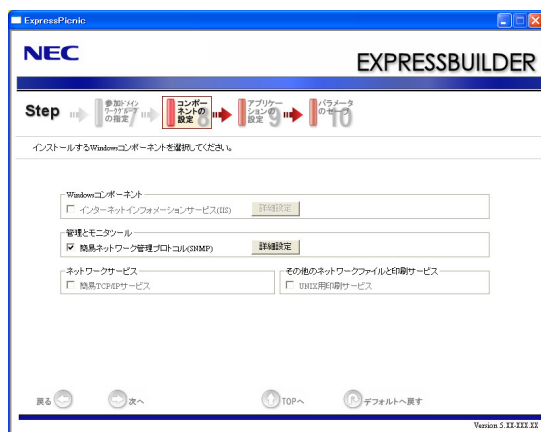 ExpressPicnic
NEC
EXPRESSBUILDER
Step
参加ドメイン
ワークグループ
の指定 7
コンポー
ネントの
設定 8
アプリケー
ションの
設定 9
パラメータ
のセーブ 10
インストールするWindowsコンポーネントを選択してください。
Windowsコンポーネント
インターネットインフォメーションサービス(IIS) 詳細設定
管理とモニタツール
簡易ネットワーク管理プロトコル(SNMP) 詳細設定
ネットワークサービス
簡易TCP/IPサービス
その他のネットワークファイルと印刷サービス
UNIX用印刷サービス
戻る 次へ TOPへ デフォルトへ戻す
Version 5.XX-XXX.XX